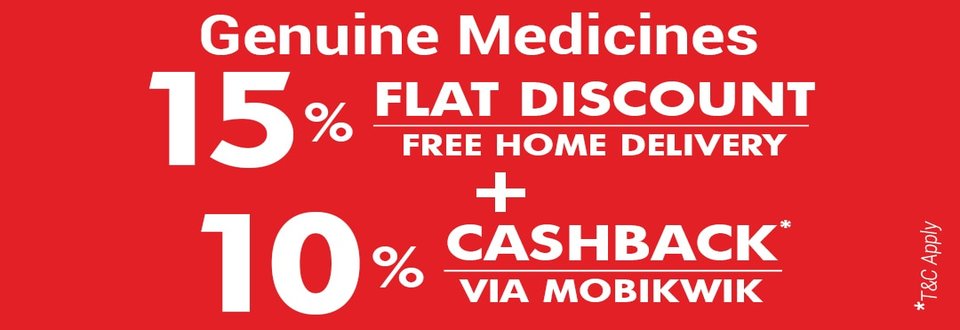 Genuine Medicines
15% FLAT DISCOUNT
FREE HOME DELIVERY
+
10% CASHBACK*
VIA MOBIKWIK
*T&C Apply